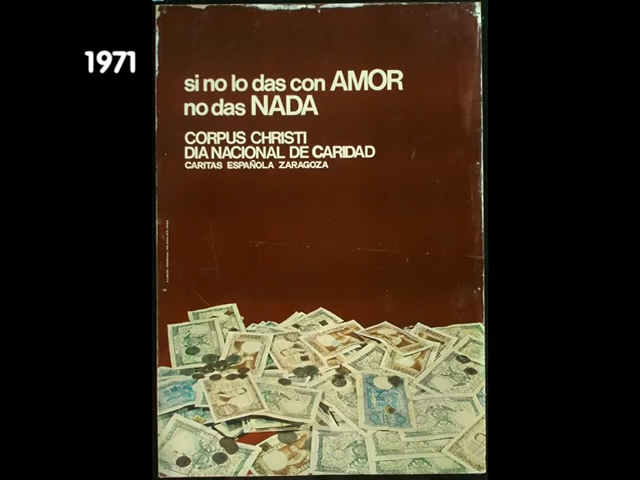 1971
si no lo das con AMOR
no das NADA
CORPUS CHRISTI
DIA NACIONAL DE CARIDAD
CARITAS ESPAÑOLA ZARAGOZA